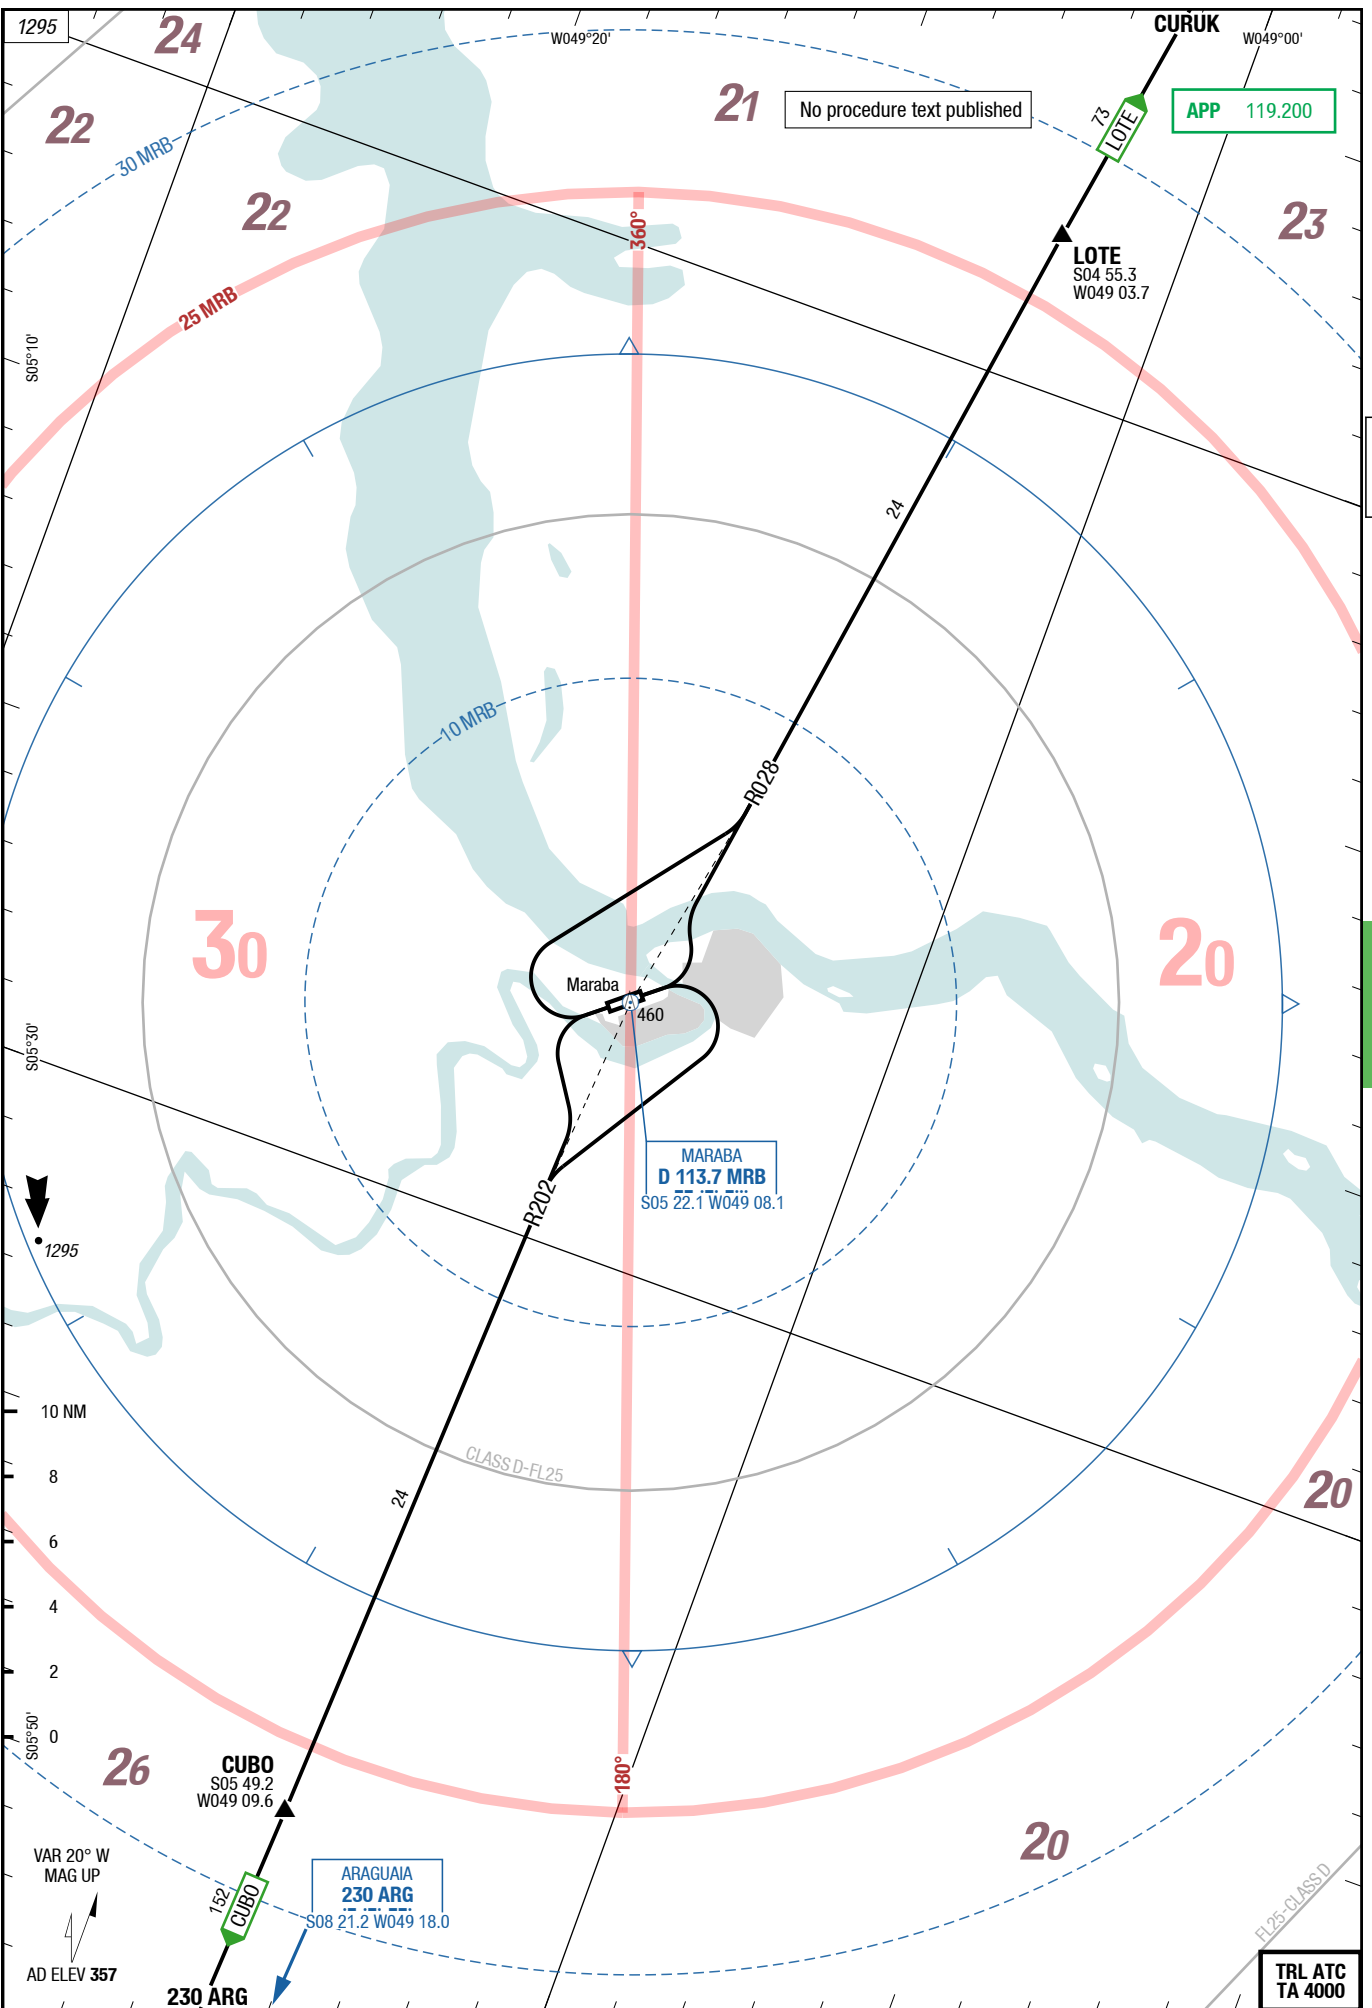 1295
24
W049°20'
CURUK
W049°00'
22
21
No procedure text published
73
LOTE
APP 119.200
30 MRB
22
360°
23
LOTE
S04 55.3
W049 03.7
25 MRB
S05°10'
24
10 MRB
R028
30
20
Maraba
460
S05°30'
MARABA
D 113.7 MRB
S05 22.1 W049 08.1
R202
1295
10 NM
8
6
4
2
0
CLASS D-FL25
24
20
S05°50'
26
CUBO
S05 49.2
W049 09.6
180°
20
VAR 20° W
MAG UP
152
CUBO
ARAGUAIA
230 ARG
S08 21.2 W049 18.0
FL25-CLASS D
AD ELEV 357
230 ARG
TRL ATC
TA 4000